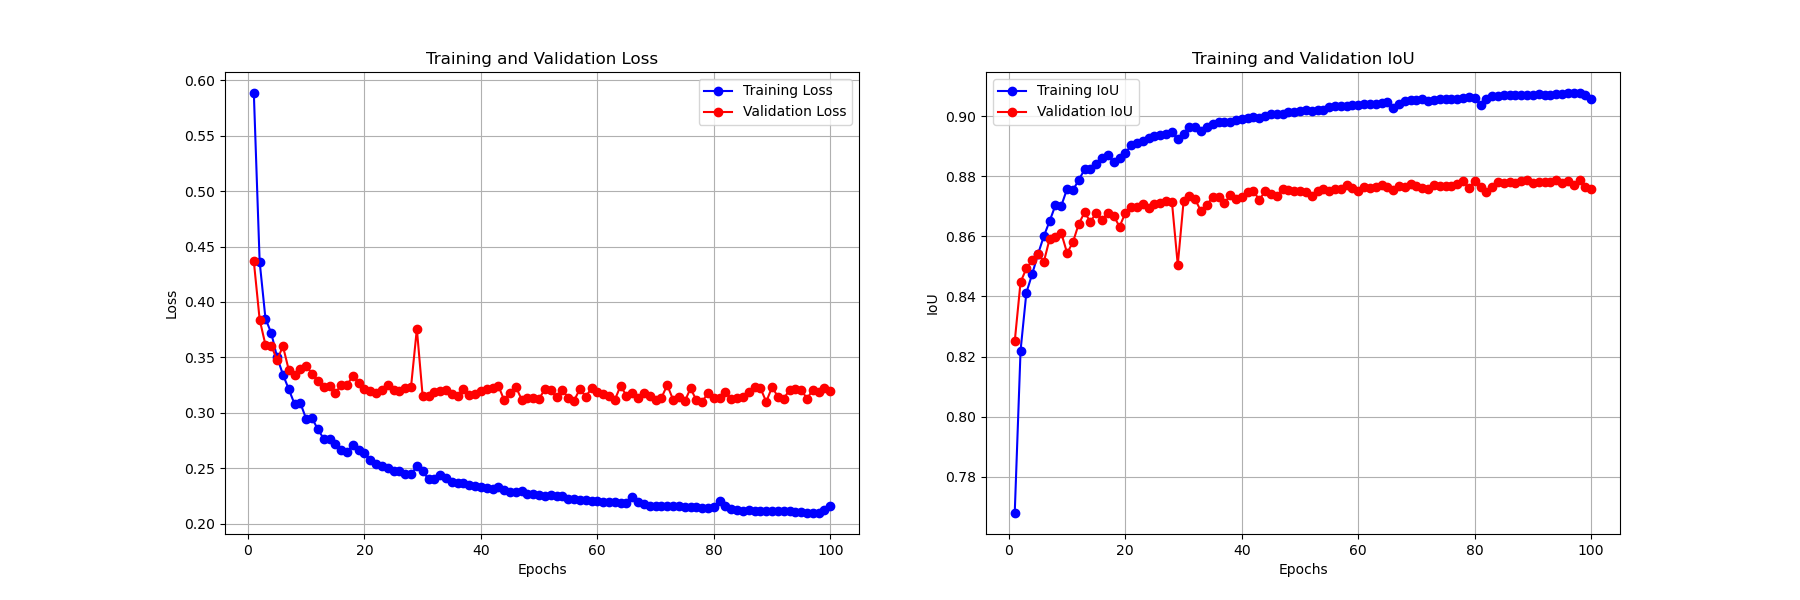 Training and Validation Loss
0.60
0.55
0.50
0.45
0.40
0.35
0.30
0.25
0.20
Loss
Training Loss
Validation Loss
0 20 40 60 80 100
Epochs
Training and Validation IoU
0.90
0.88
0.86
0.84
0.82
0.80
0.78
IoU
Training IoU
Validation IoU
0 20 40 60 80 100
Epochs